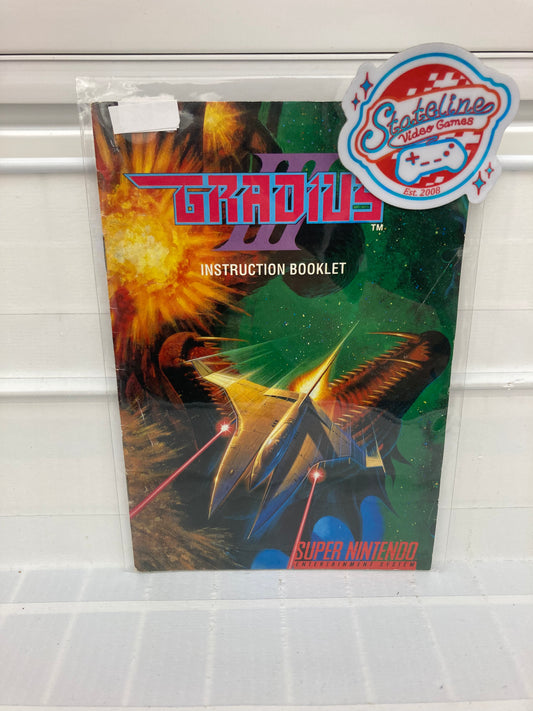 Stateline
Video Games
Est. 2008
III
GRADIUS
TM
INSTRUCTION BOOKLET
SUPER NINTENDO
ENTERTAINMENT SYSTEM